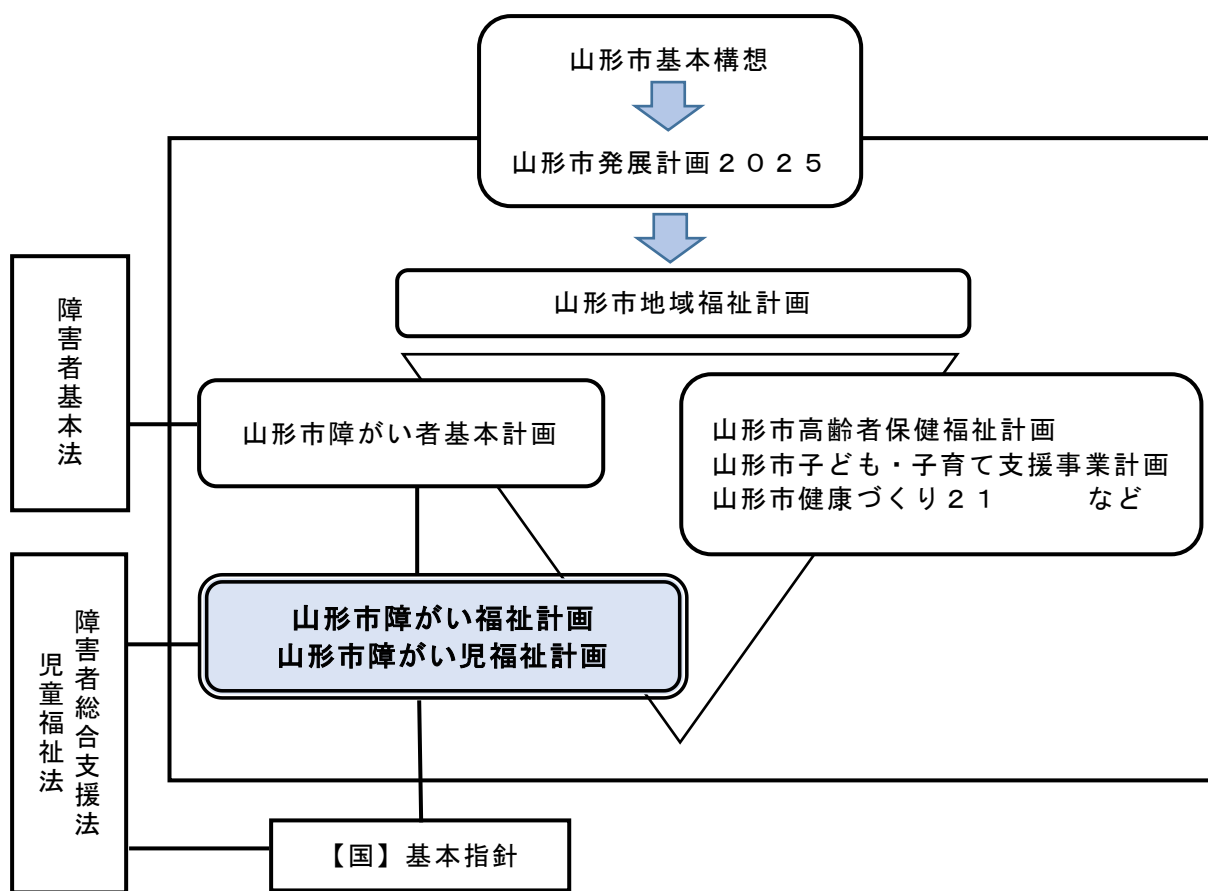 山形市基本構想
山形市発展計画２０２５
山形市地域福祉計画
障害者基本法
山形市障がい者基本計画
山形市高齢者保健福祉計画
山形市子ども・子育て支援事業計画
山形市健康づくり２１　　　など
障害者総合支援法
児童福祉法
山形市障がい福祉計画
山形市障がい児福祉計画
【国】基本指針